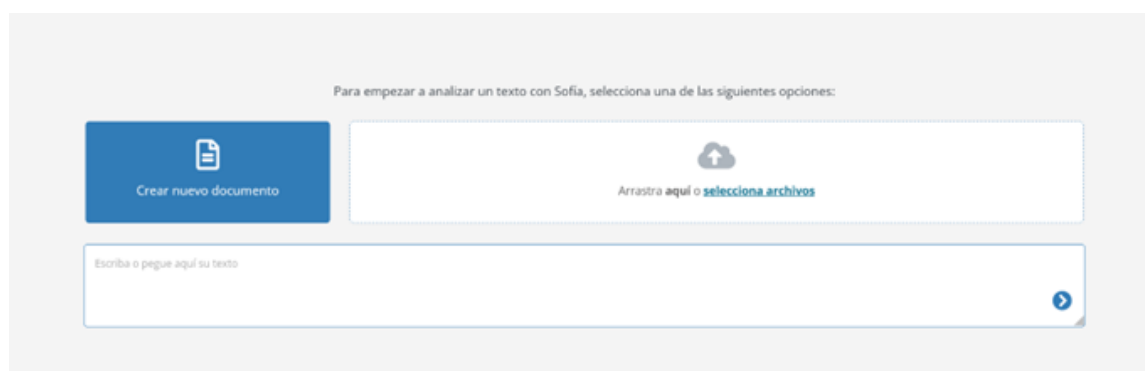 Para empezar a analizar un texto con Sofía, selecciona una de las siguientes opciones:
Crear nuevo documento
Arrastra aquí o selecciona archivos
Escriba o pegue aquí su texto